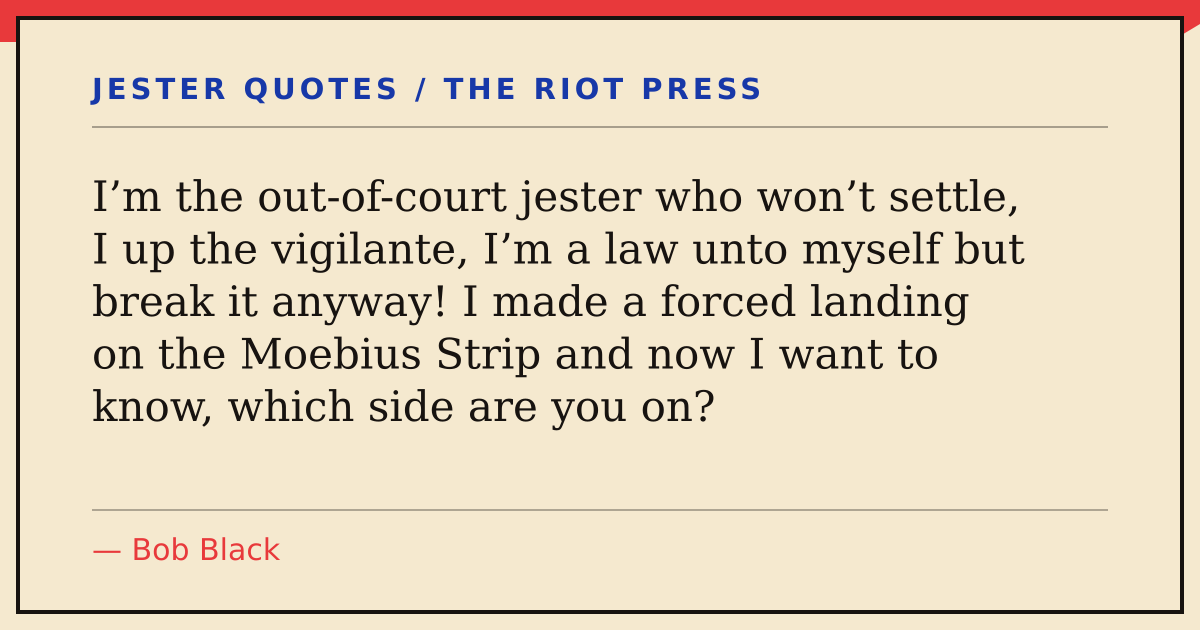 JESTER QUOTES / THE RIOT PRESS
I’m the out-of-court jester who won’t settle,
I up the vigilante, I’m a law unto myself but
break it anyway! I made a forced landing
on the Moebius Strip and now I want to
know, which side are you on?
— Bob Black